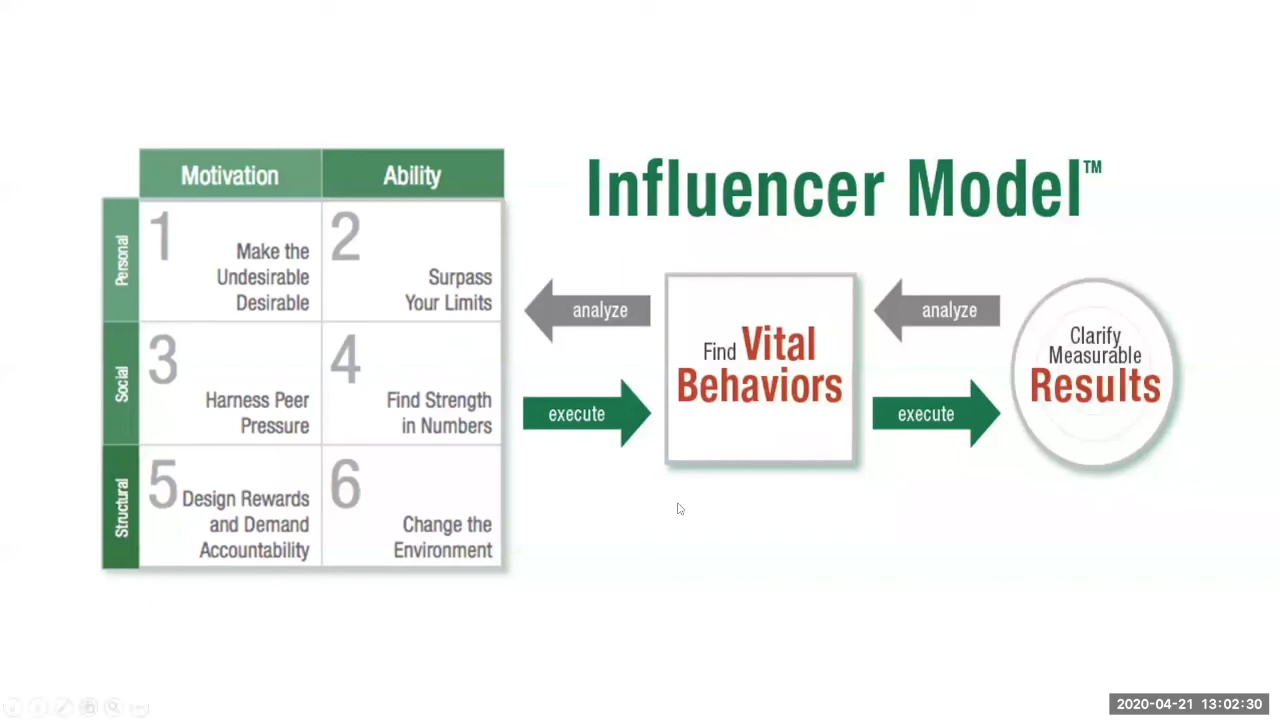 Motivation
Ability
Influencer Model™
Personal
1
Make the
Undesirable
Desirable
2
Surpass
Your Limits
Social
3
Harness Peer
Pressure
4
Find Strength
in Numbers
Structural
5
Design Rewards
and Demand
Accountability
6
Change the
Environment
analyze
execute
Find Vital
Behaviors
analyze
execute
Clarify
Measurable
Results
2020-04-21 13:02:30